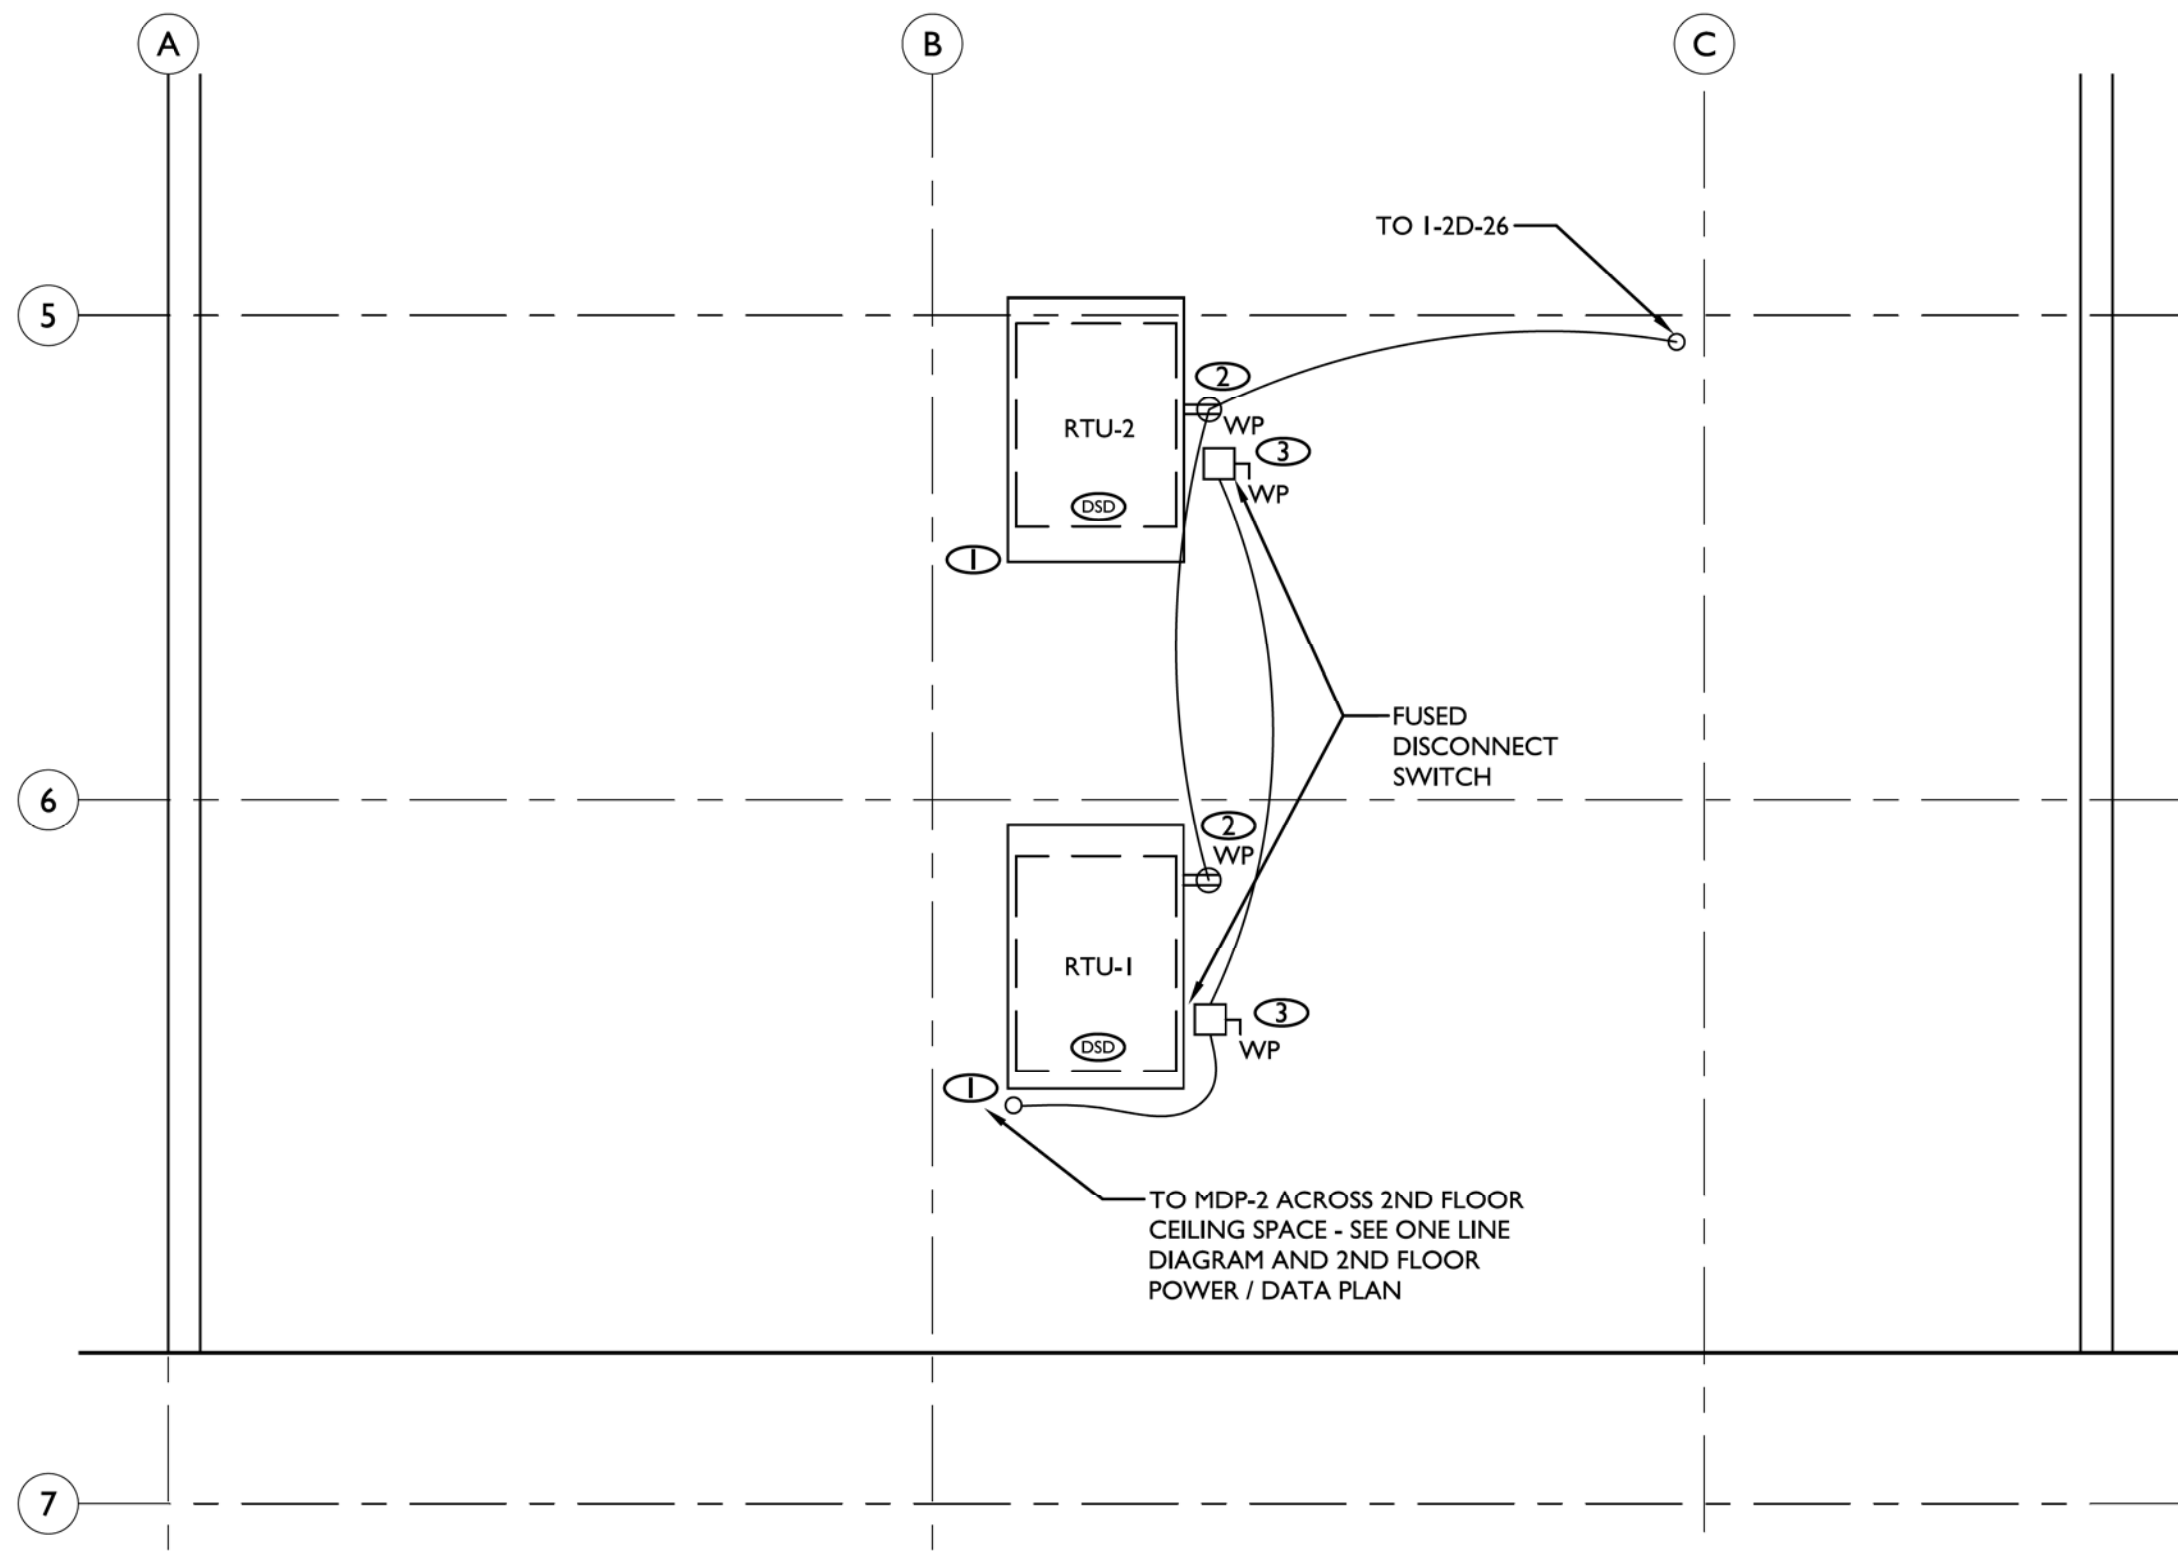 A
B
C
TO 1-2D-26
5
2
WP
RTU-2
3
WP
DSD
1
FUSED
DISCONNECT
SWITCH
6
2
WP
RTU-1
3
WP
DSD
1
TO MDP-2 ACROSS 2ND FLOOR
CEILING SPACE - SEE ONE LINE
DIAGRAM AND 2ND FLOOR
POWER / DATA PLAN
7